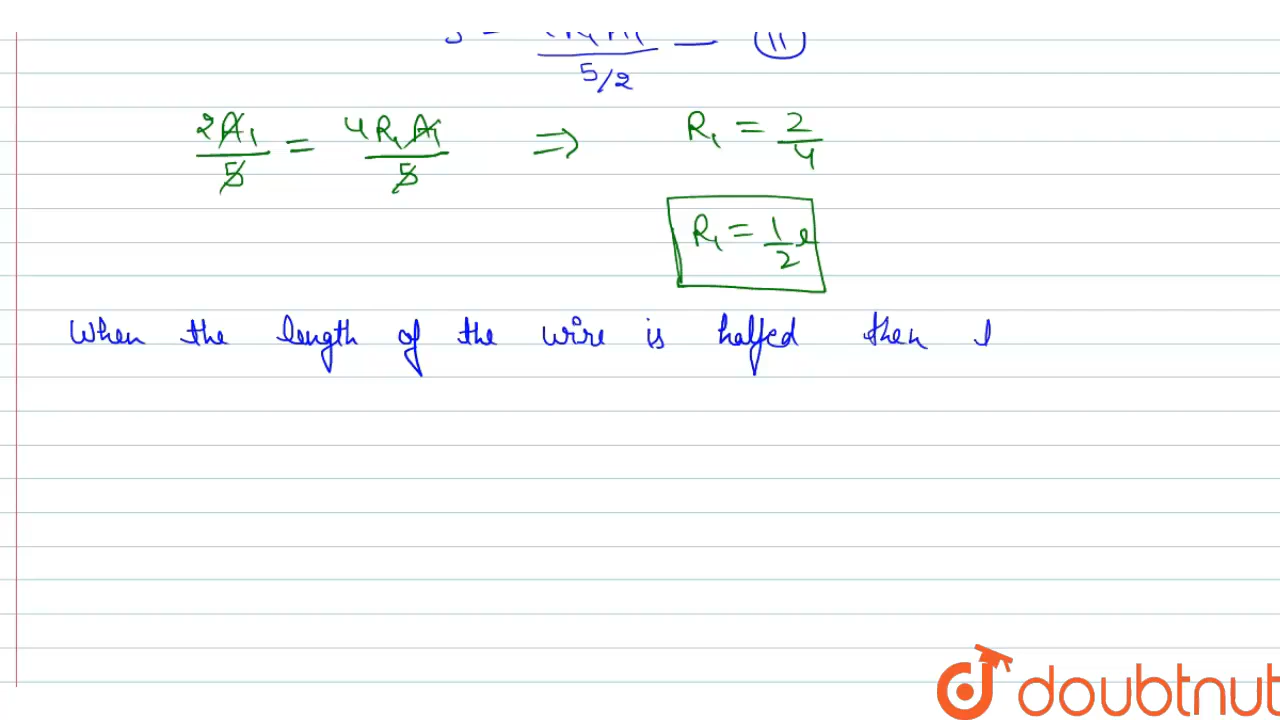 5/2 — (11)
2A₁/5 = 4R₁A₁/5 ⇒ R₁ = 2/4
R₁ = 1/2
When the length of the wire is halfed then
doubtnut